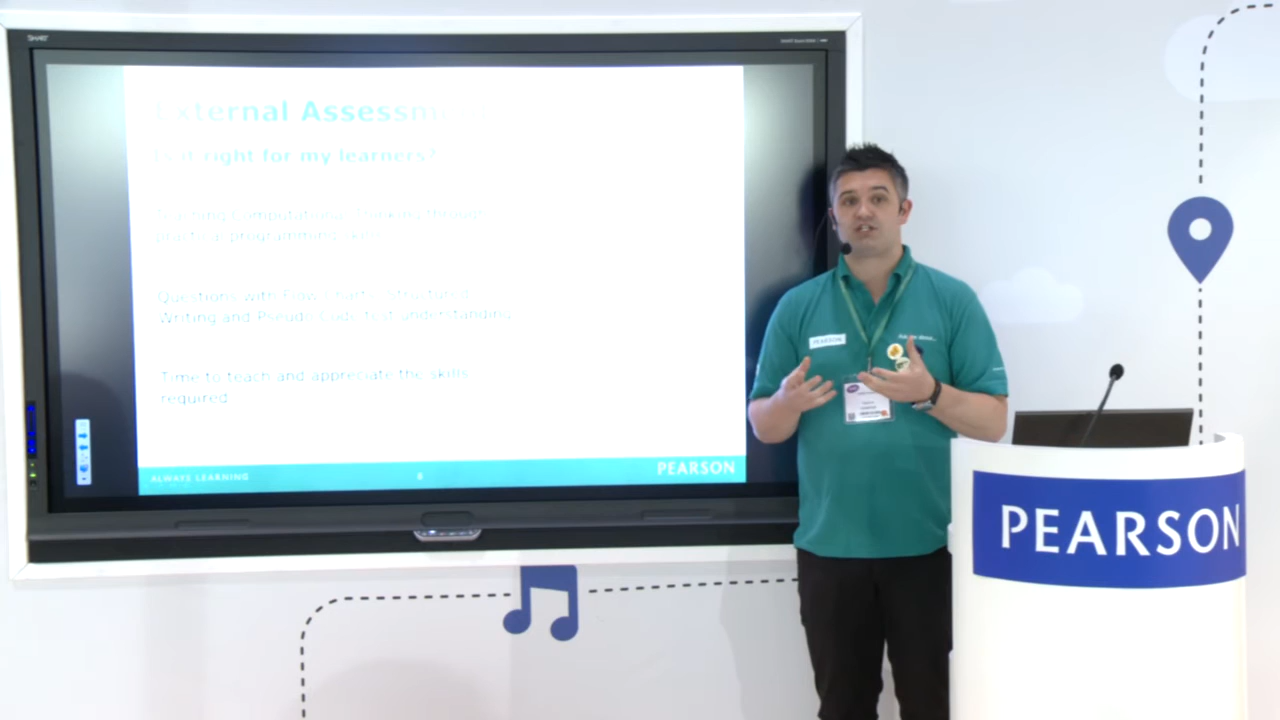 SMART
External Assessm
Is it right for my learners?
Teaching Computational Thinking through
practical programming skills
Questions with Flow Charts, Structured
Writing and Pseudo Code test understanding
Time to teach and appreciate the skills
required
ALWAYS LEARNING
8
PEARSON
PEARSON
PEARSON